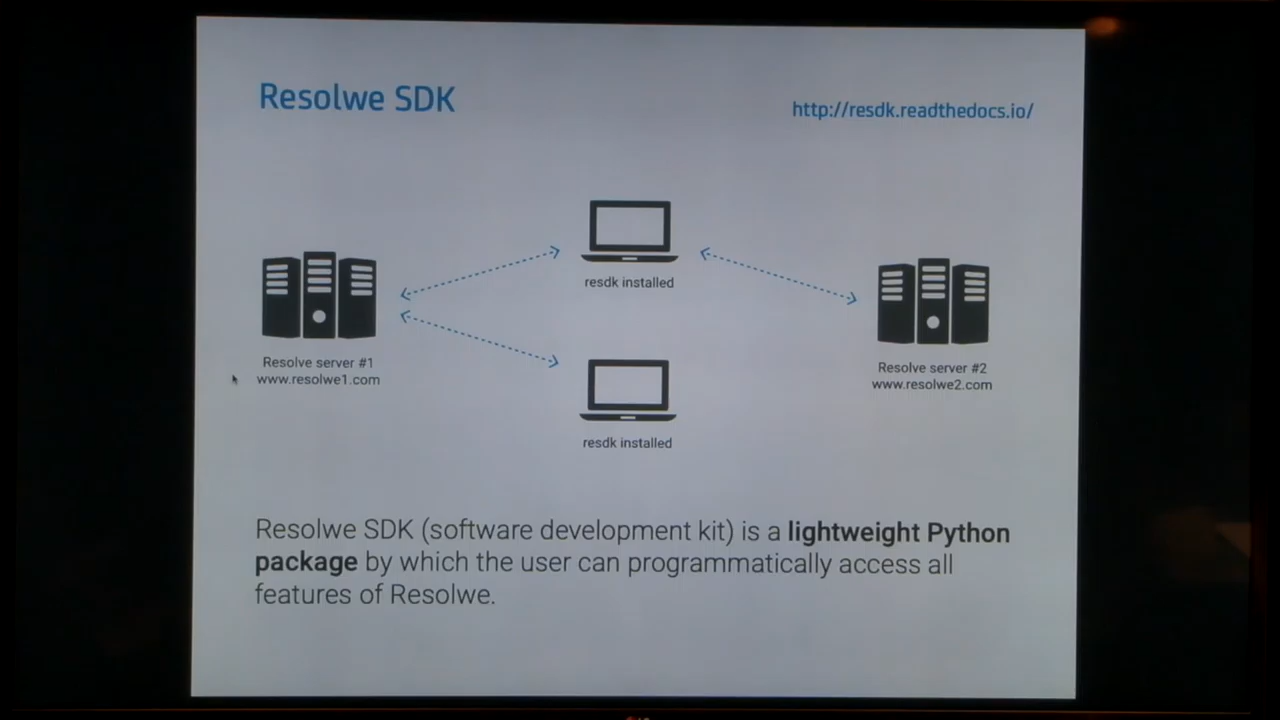 Resolwe SDK
http://resdk.readthedocs.io/
resdk installed
Resolve server #1
www.resolwe1.com
Resolve server #2
www.resolwe2.com
resdk installed
Resolwe SDK (software development kit) is a lightweight Python
package by which the user can programmatically access all
features of Resolwe.